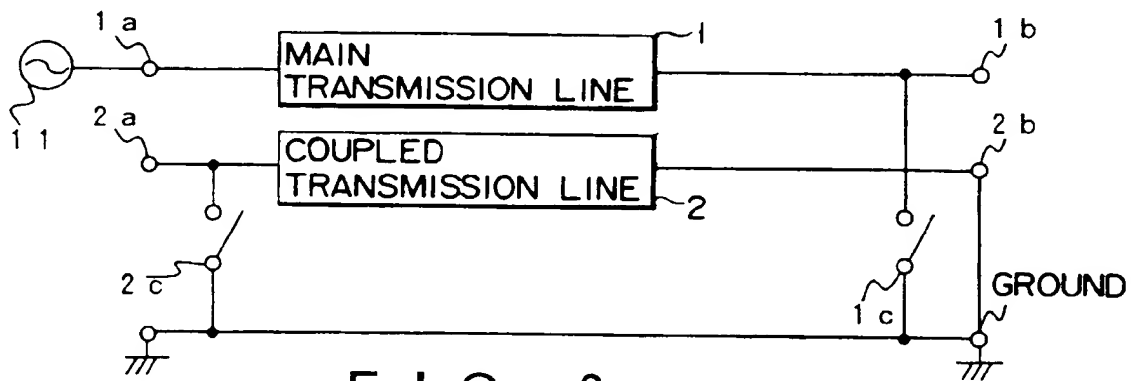 1 a
1
1 b
MAIN
TRANSMISSION LINE
1 1
2 a
2 b
COUPLED
TRANSMISSION LINE
2
2 c
1 c
GROUND